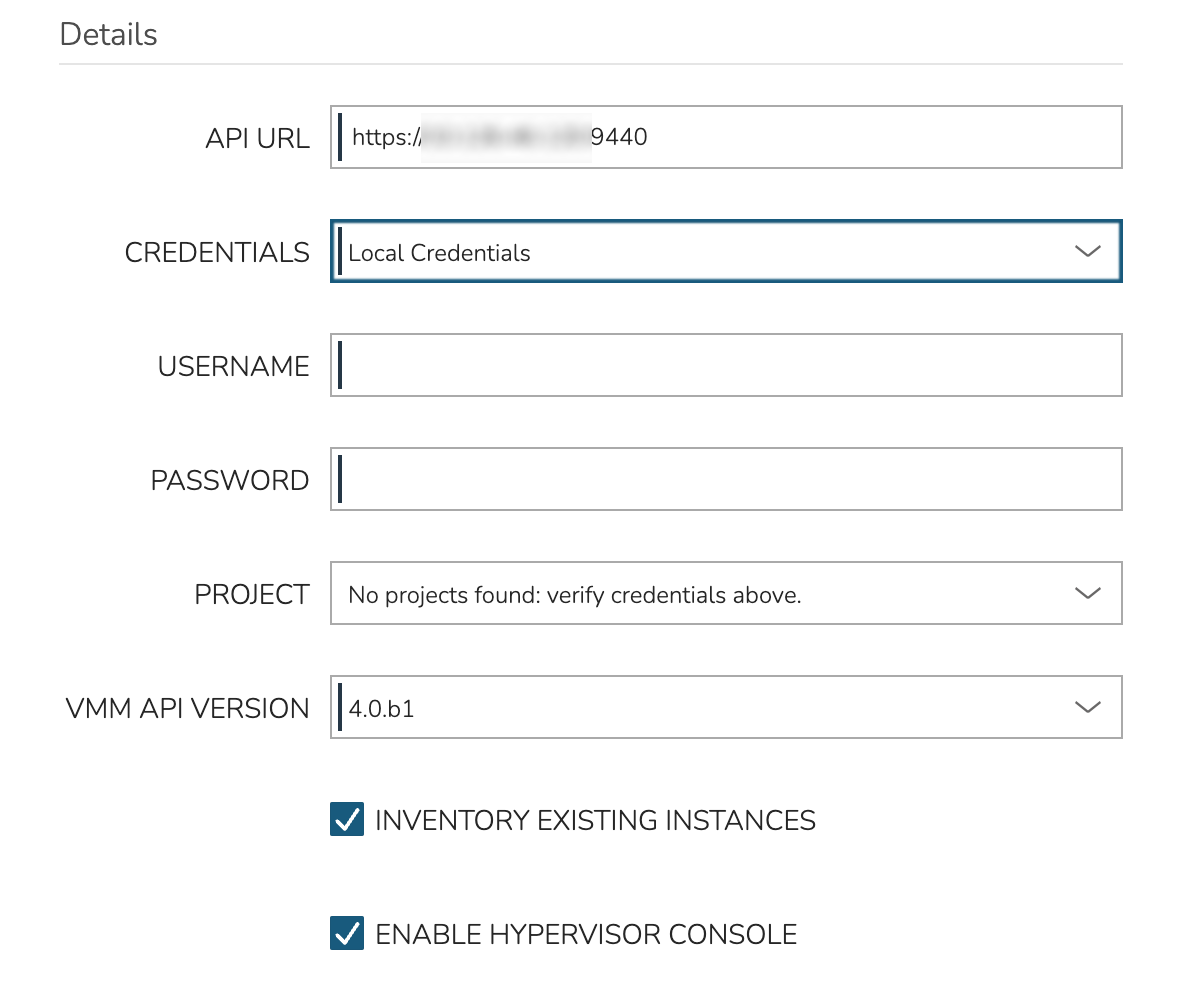 Details
API URL https:// 9440
CREDENTIALS Local Credentials
USERNAME
PASSWORD
PROJECT No projects found: verify credentials above.
VMM API VERSION 4.0.b1
INVENTORY EXISTING INSTANCES
ENABLE HYPERVISOR CONSOLE